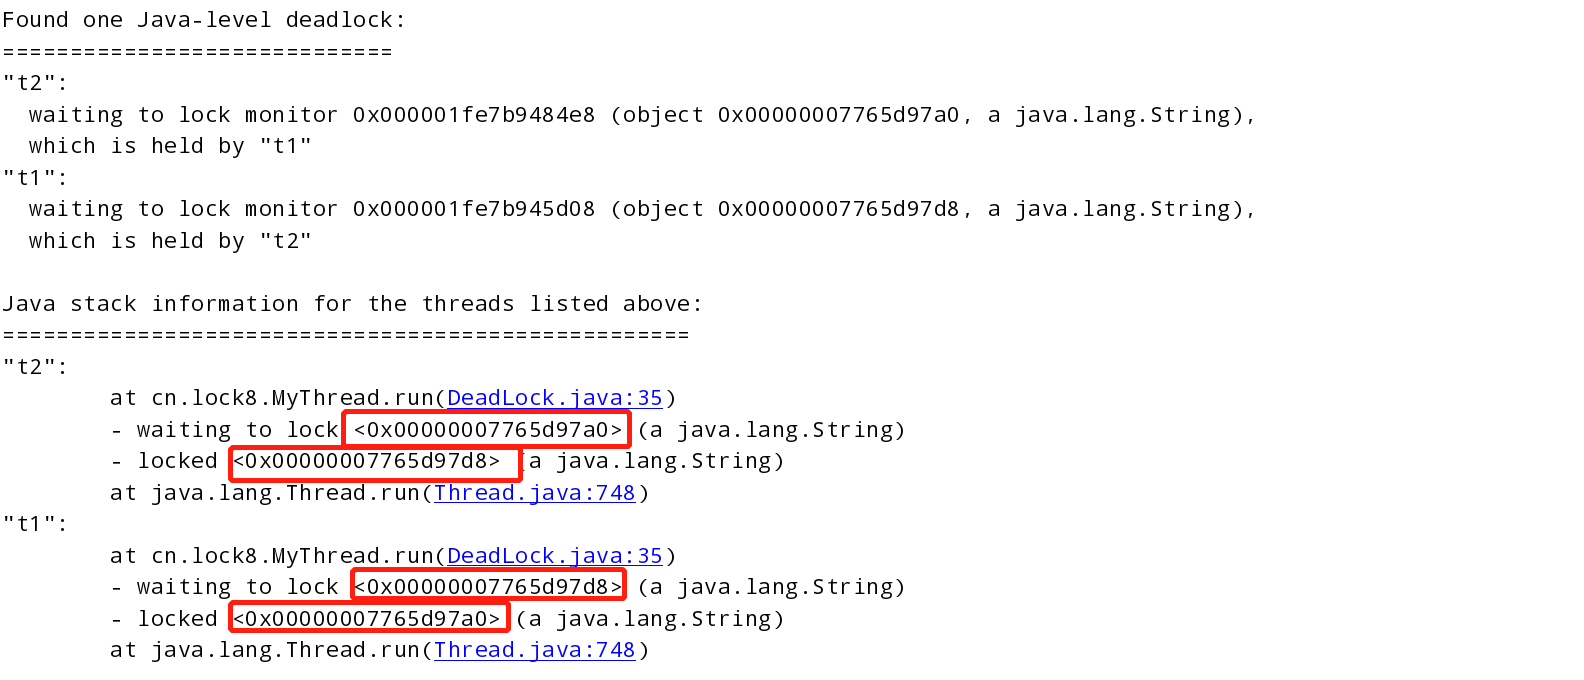 Found one Java-level deadlock:
=============================
"t2":
  waiting to lock monitor 0x000001fe7b9484e8 (object 0x00000007765d97a0, a java.lang.String),
  which is held by "t1"
"t1":
  waiting to lock monitor 0x000001fe7b945d08 (object 0x00000007765d97d8, a java.lang.String),
  which is held by "t2"

Java stack information for the threads listed above:
===================================================
"t2":
        at cn.lock8.MyThread.run(DeadLock.java:35)
        - waiting to lock <0x00000007765d97a0> (a java.lang.String)
        - locked <0x00000007765d97d8> (a java.lang.String)
        at java.lang.Thread.run(Thread.java:748)
"t1":
        at cn.lock8.MyThread.run(DeadLock.java:35)
        - waiting to lock <0x00000007765d97d8> (a java.lang.String)
        - locked <0x00000007765d97a0> (a java.lang.String)
        at java.lang.Thread.run(Thread.java:748)